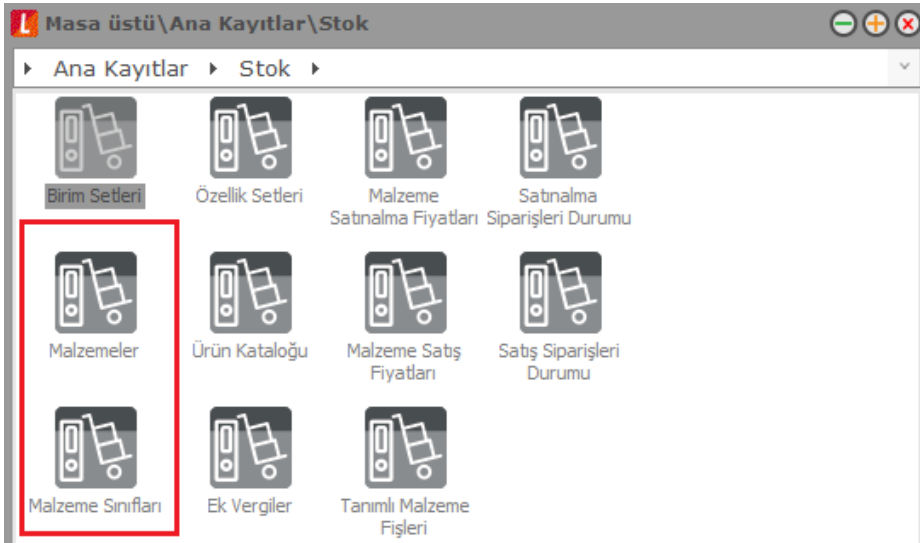 Masa üstü\Ana Kayıtlar\Stok
Ana Kayıtlar Stok
Birim Setleri
Özellik Setleri
Malzeme
Satınalma Fiyatları
Satınalma
Siparişleri Durumu
Malzemeler
Ürün Kataloğu
Malzeme Satış
Fiyatları
Satış Siparişleri
Durumu
Malzeme Sınıfları
Ek Vergiler
Tanımlı Malzeme
Fişleri